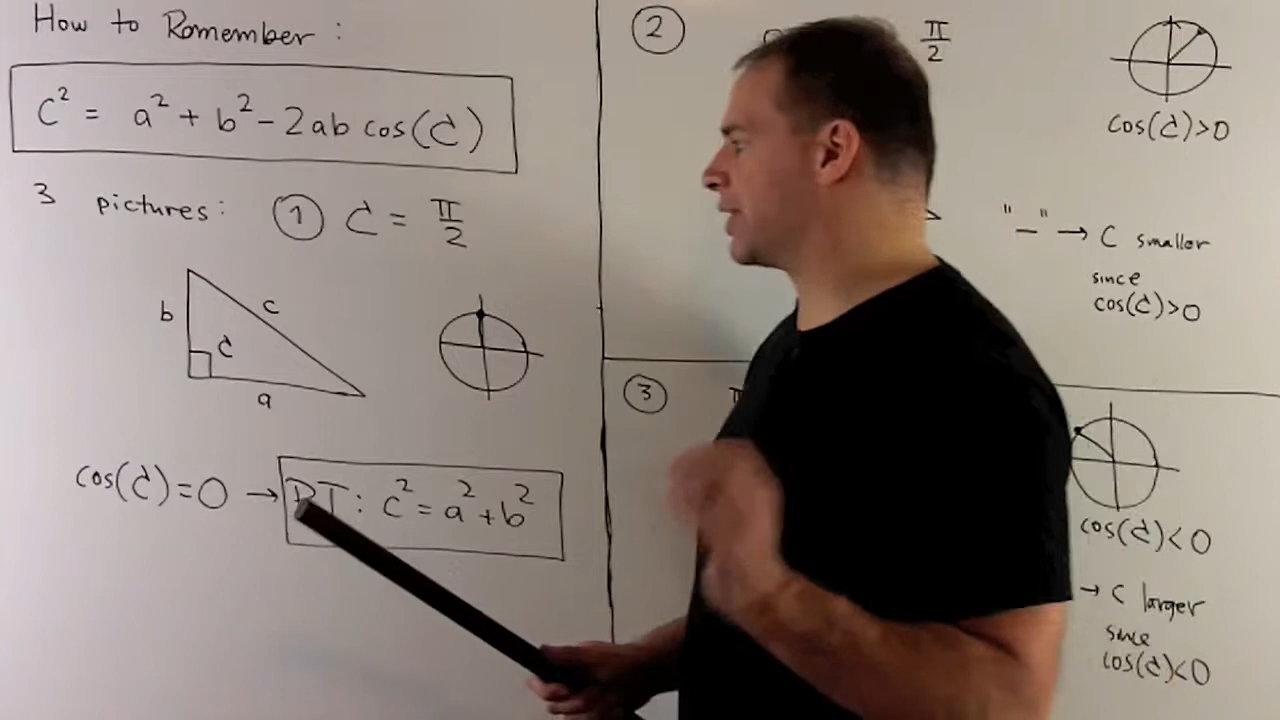 How to Remember:
c² = a² + b² - 2ab cos(C)
3 pictures: ① C = π/2
b
c
C
a
cos(C) = 0 → PT: c² = a² + b²
②
π/2
cos(C)>0
"-" → c smaller
since
cos(C)>0
③
π
cos(C)<0
→ c larger
since
cos(C)<0